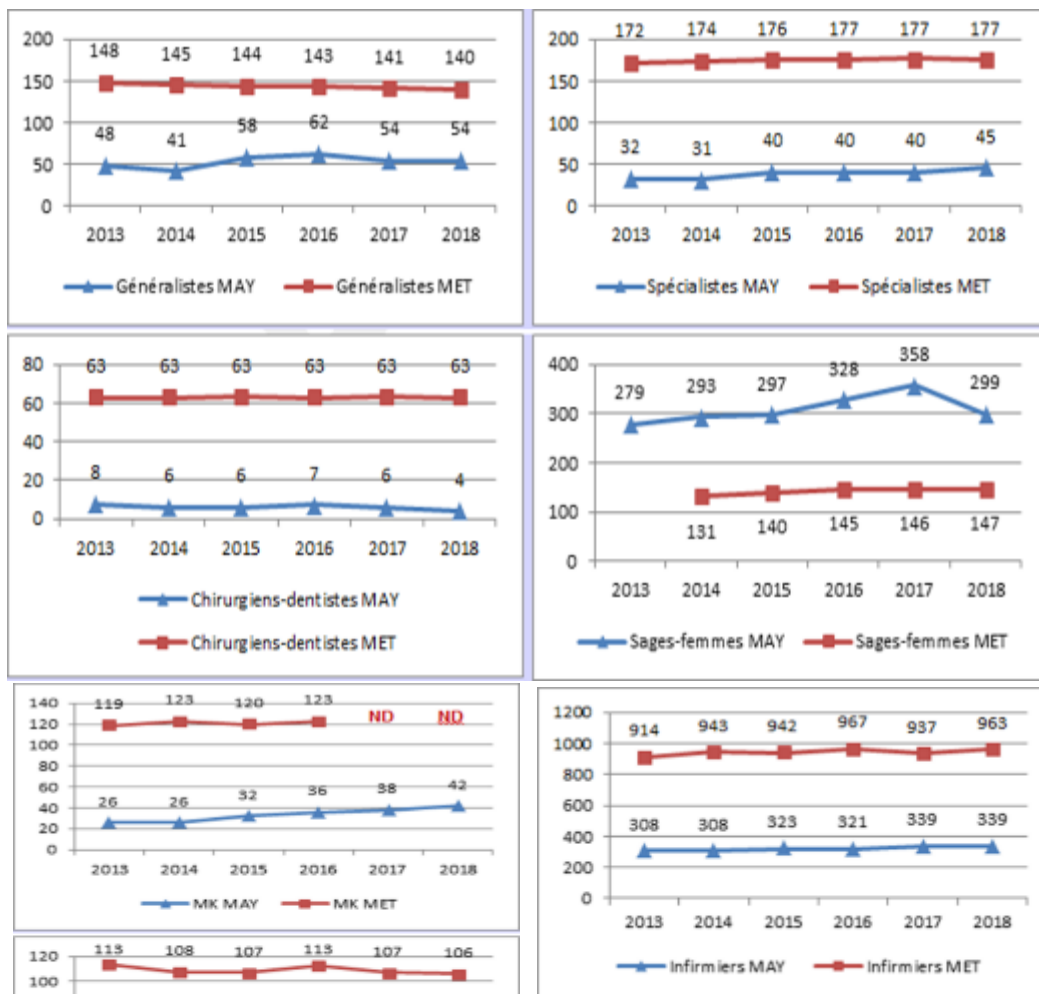 148 145 144 143 141 140
200
150
100
50
0
48 41 58 62 54 54
2013 2014 2015 2016 2017 2018
Généralistes MAY Généralistes MET
172 174 176 177 177 177
200
150
100
50
0
32 31 40 40 40 45
2013 2014 2015 2016 2017 2018
Spécialistes MAY Spécialistes MET
80
60
40
20
0
63 63 63 63 63 63
8 6 6 7 6 4
2013 2014 2015 2016 2017 2018
Chirurgiens-dentistes MAY
Chirurgiens-dentistes MET
400
300
200
100
0
279 293 297 328 358 299
131 140 145 146 147
2013 2014 2015 2016 2017 2018
Sages-femmes MAY Sages-femmes MET
140
120
100
80
60
40
20
0
119 123 120 123 ND ND
26 26 32 36 38 42
2013 2014 2015 2016 2017 2018
MK MAY MK MET
1200
1000
800
600
400
200
0
914 943 942 967 937 963
308 308 323 321 339 339
2013 2014 2015 2016 2017 2018
Infirmiers MAY Infirmiers MET
120
100
113 108 107 113 107 106